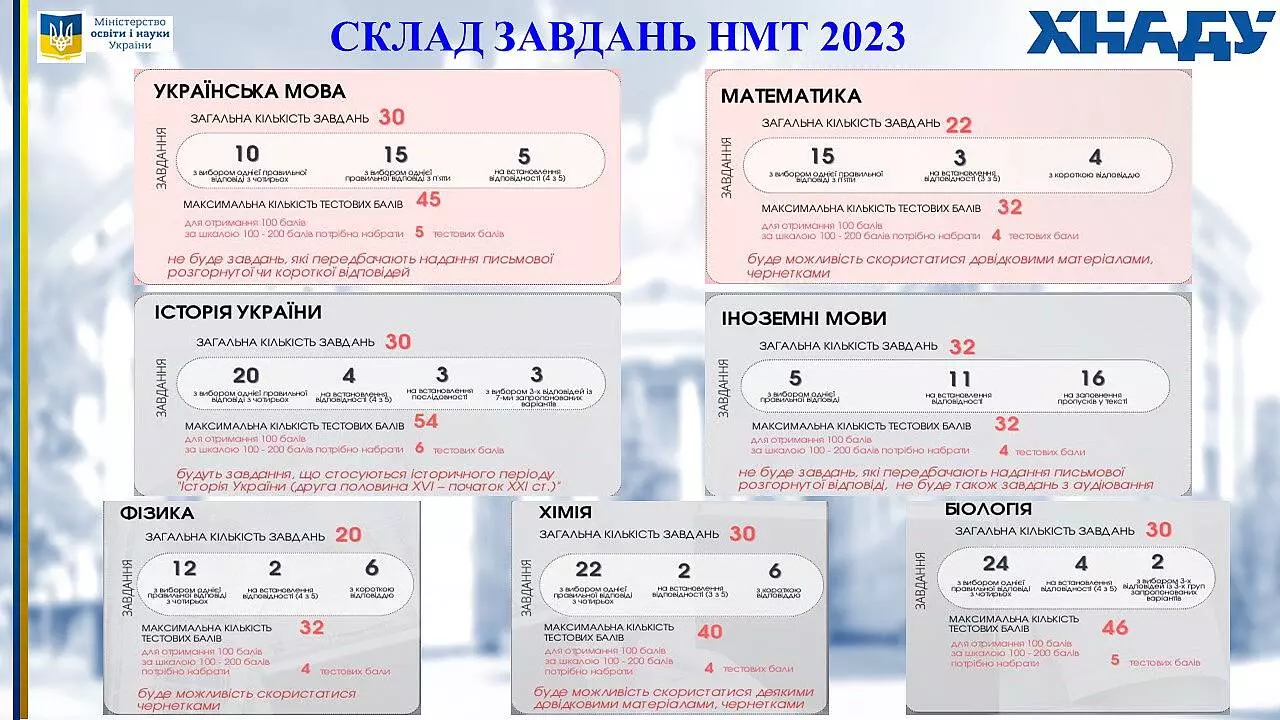 Міністерство
освіти і науки
України
СКЛАД ЗАВДАНЬ НМТ 2023
ХНАДУ
УКРАЇНСЬКА МОВА
ЗАГАЛЬНА КІЛЬКІСТЬ ЗАВДАНЬ 30
ЗАВДАННЯ
10
з вибором однієї правильної
відповіді з чотирьох
15
з вибором однієї
правильної відповіді з п'яти
5
на встановлення
відповідності (4 з 5)
МАКСИМАЛЬНА КІЛЬКІСТЬ ТЕСТОВИХ БАЛІВ 45
для отримання 100 балів
за шкалою 100 - 200 балів потрібно набрати 5 тестових балів
не буде завдань, які передбачають надання письмової
розгорнутої чи короткої відповідей
МАТЕМАТИКА
ЗАГАЛЬНА КІЛЬКІСТЬ ЗАВДАНЬ 22
ЗАВДАННЯ
15
з вибором однієї правильної
відповіді з п'яти
3
на встановлення
відповідності (3 з 5)
4
з короткою відповіддю
МАКСИМАЛЬНА КІЛЬКІСТЬ ТЕСТОВИХ БАЛІВ 32
для отримання 100 балів
за шкалою 100 - 200 балів потрібно набрати 4 тестових бали
буде можливість скористатися довідковими матеріалами,
чернетками
ІСТОРІЯ УКРАЇНИ
ЗАГАЛЬНА КІЛЬКІСТЬ ЗАВДАНЬ 30
ЗАВДАННЯ
20
з вибором однієї правильної
відповіді з чотирьох
4
на встановлення
відповідності (4 з 5)
3
на встановлення
послідовності
3
з вибором 3-х відповідей із
7-ми запропонованих
варіантів
МАКСИМАЛЬНА КІЛЬКІСТЬ ТЕСТОВИХ БАЛІВ 54
для отримання 100 балів
за шкалою 100 - 200 балів потрібно набрати 6 тестових балів
будуть завдання, що стосуються історичного періоду
"Історія України (друга половина XVI – початок XXI ст.)"
ІНОЗЕМНІ МОВИ
ЗАГАЛЬНА КІЛЬКІСТЬ ЗАВДАНЬ 32
ЗАВДАННЯ
5
з вибором однієї
правильної відповіді
11
на встановлення
відповідності
16
на заповнення
пропусків у тексті
МАКСИМАЛЬНА КІЛЬКІСТЬ ТЕСТОВИХ БАЛІВ 32
для отримання 100 балів
за шкалою 100 - 200 балів потрібно набрати 4 тестових бали
не буде завдань, які передбачають надання письмової
розгорнутої відповіді, не буде також завдань з аудіювання
ФІЗИКА
ЗАГАЛЬНА КІЛЬКІСТЬ ЗАВДАНЬ 20
ЗАВДАННЯ
12
з вибором однієї
правильної відповіді
з чотирьох
2
на встановлення
відповідності (4 з 5)
6
з короткою
відповіддю
МАКСИМАЛЬНА КІЛЬКІСТЬ
ТЕСТОВИХ БАЛІВ 32
для отримання 100 балів
за шкалою 100 - 200 балів
потрібно набрати 4 тестових бали
буде можливість скористатися
чернетками
ХІМІЯ
ЗАГАЛЬНА КІЛЬКІСТЬ ЗАВДАНЬ 30
ЗАВДАННЯ
22
з вибором однієї
правильної відповіді
з чотирьох
2
на встановлення
відповідності (3 з 5)
6
з короткою
відповіддю
МАКСИМАЛЬНА КІЛЬКІСТЬ
ТЕСТОВИХ БАЛІВ 40
для отримання 100 балів
за шкалою 100 - 200 балів
потрібно набрати 4 тестових бали
буде можливість скористатися деякими
довідковими матеріалами, чернетками
БІОЛОГІЯ
ЗАГАЛЬНА КІЛЬКІСТЬ ЗАВДАНЬ 30
ЗАВДАННЯ
24
з вибором однієї
правильної відповіді
з чотирьох
4
на встановлення
відповідності (4 з 5)
2
з вибором 3-х
відповідей із 3-х груп
запропонованих
варіантів
МАКСИМАЛЬНА КІЛЬКІСТЬ
ТЕСТОВИХ БАЛІВ 46
для отримання 100 балів
за шкалою 100 - 200 балів
потрібно набрати 5 тестових балів